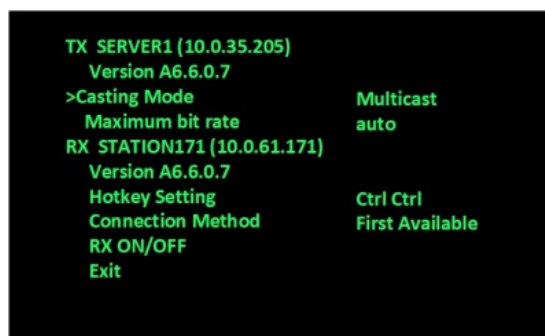 TX SERVER1 (10.0.35.205)
Version A6.6.0.7
>Casting Mode Multicast
Maximum bit rate auto
RX STATION171 (10.0.61.171)
Version A6.6.0.7
Hotkey Setting Ctrl Ctrl
Connection Method First Available
RX ON/OFF
Exit